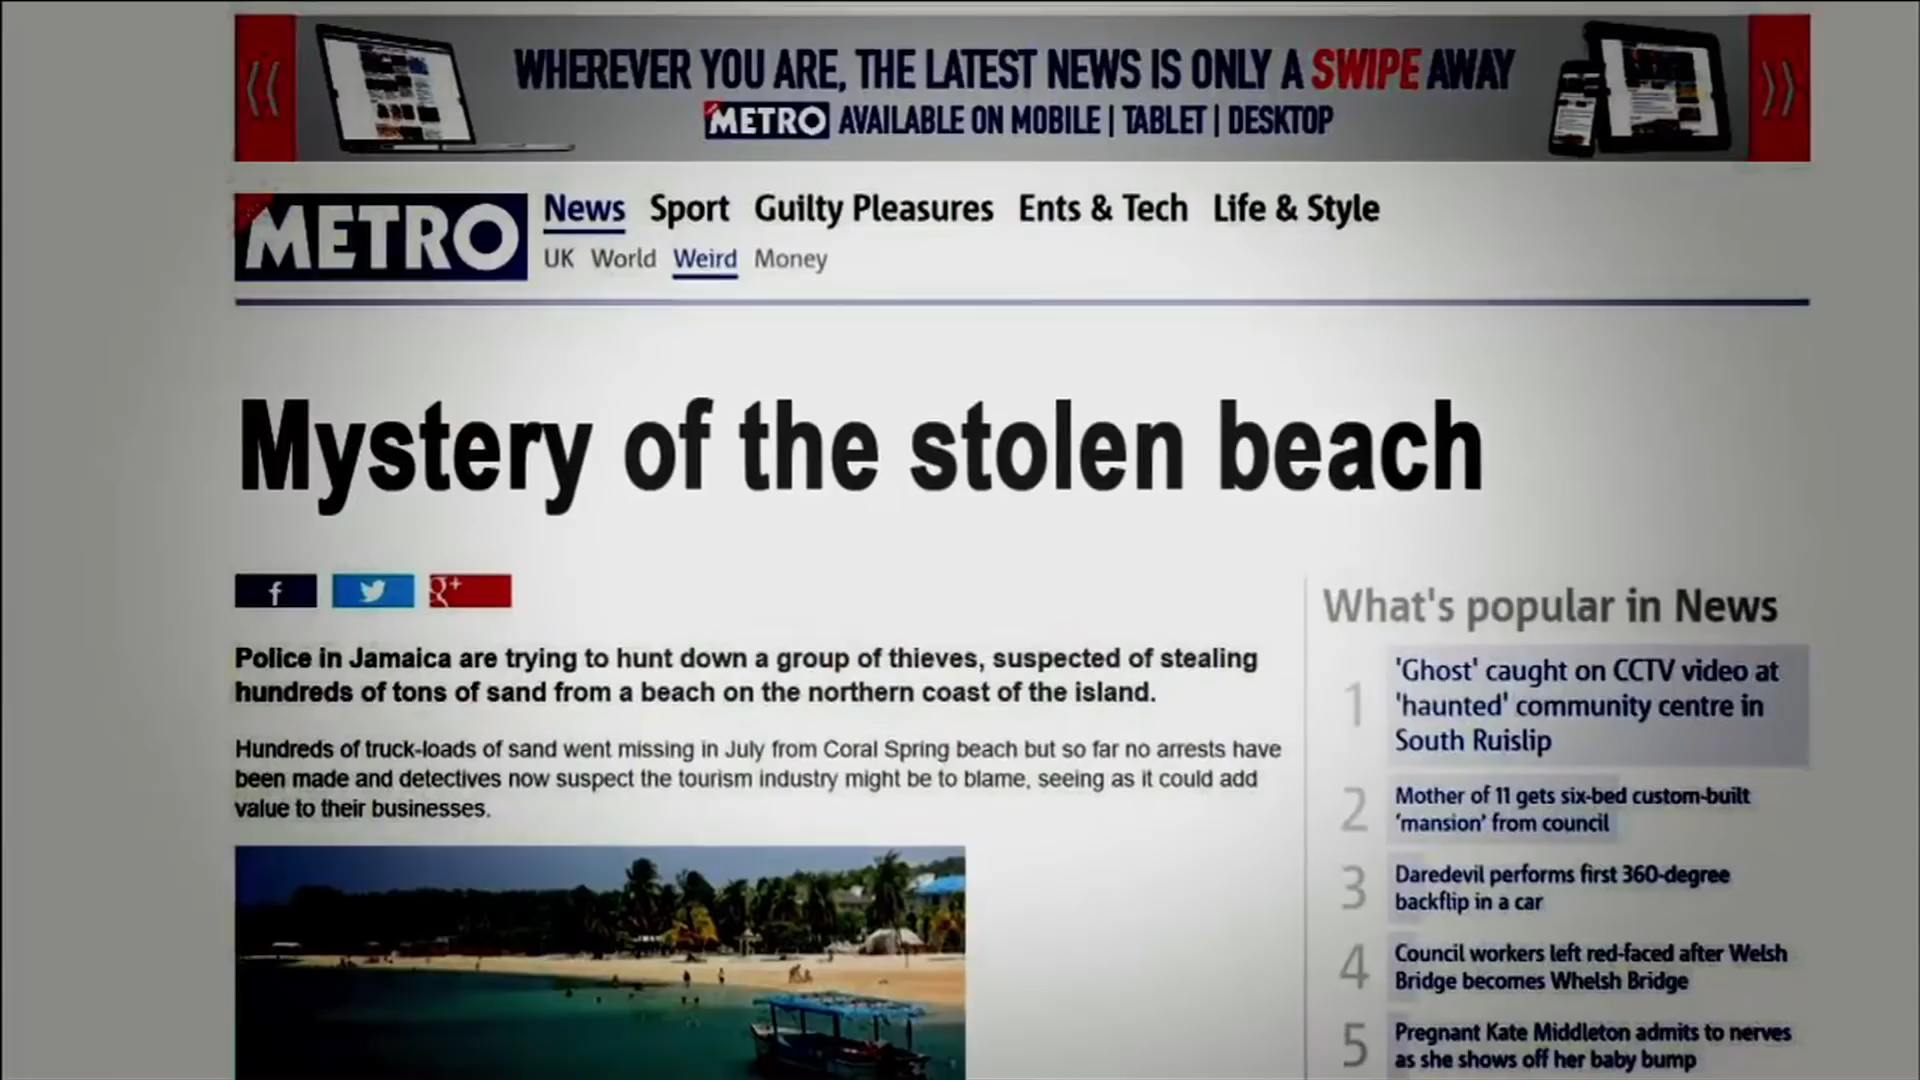 WHEREVER YOU ARE, THE LATEST NEWS IS ONLY A SWIPE AWAY
METRO AVAILABLE ON MOBILE | TABLET | DESKTOP
METRO
News Sport Guilty Pleasures Ents & Tech Life & Style
UK World Weird Money
Mystery of the stolen beach
f g+
Police in Jamaica are trying to hunt down a group of thieves, suspected of stealing
hundreds of tons of sand from a beach on the northern coast of the island.
Hundreds of truck-loads of sand went missing in July from Coral Spring beach but so far no arrests have
been made and detectives now suspect the tourism industry might be to blame, seeing as it could add
value to their businesses.
What's popular in News
1
'Ghost' caught on CCTV video at
'haunted' community centre in
South Ruislip
2
Mother of 11 gets six-bed custom-built
'mansion' from council
3
Daredevil performs first 360-degree
backflip in a car
4
Council workers left red-faced after Welsh
Bridge becomes Whelsh Bridge
5
Pregnant Kate Middleton admits to nerves
as she shows off her baby bump